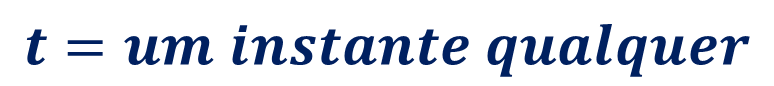 t = um instante qualquer